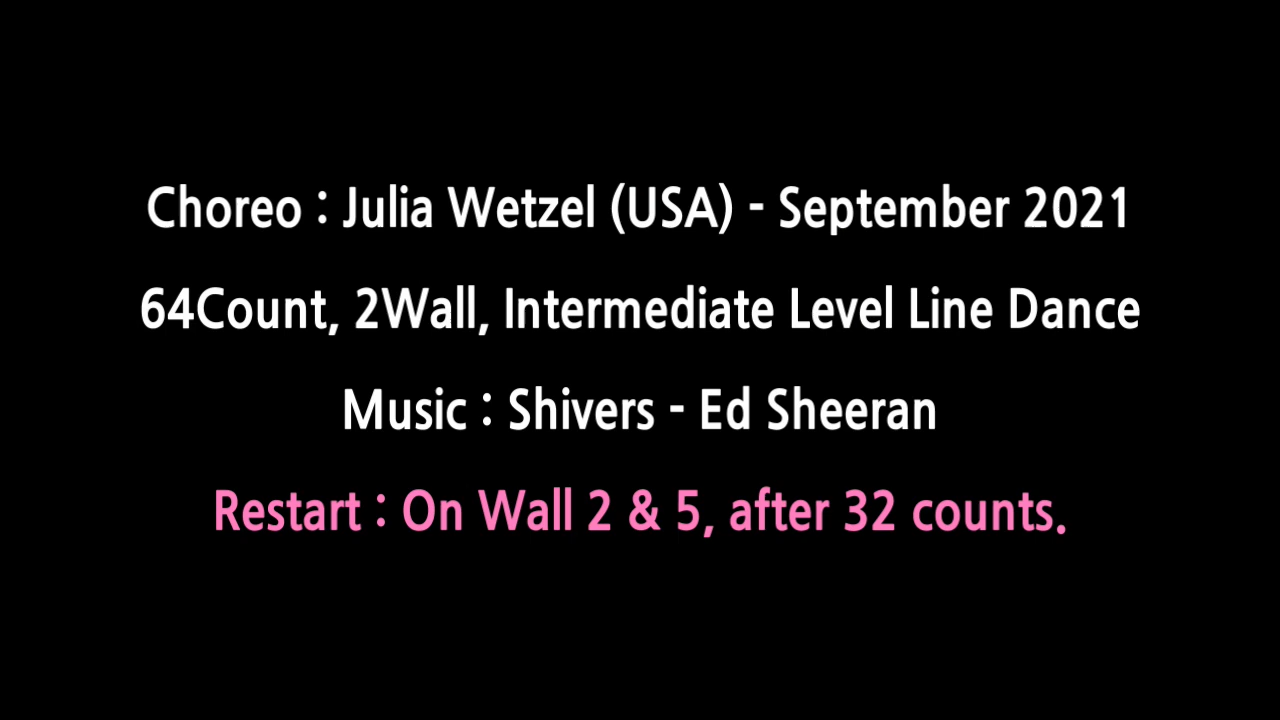 Choreo : Julia Wetzel (USA) - September 2021
64Count, 2Wall, Intermediate Level Line Dance
Music : Shivers - Ed Sheeran
Restart : On Wall 2 & 5, after 32 counts.